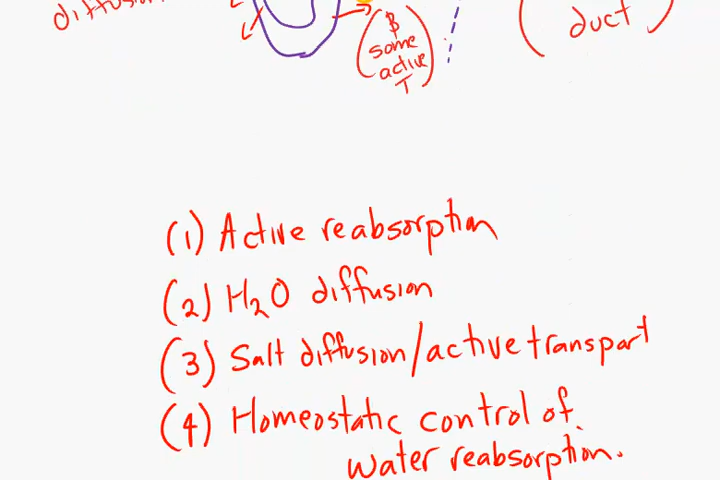 diffusion
(
$
some
active
T
)
(duct)
(1) Active reabsorption
(2) H2O diffusion
(3) Salt diffusion/active transport
(4) Homeostatic control of
water reabsorption.